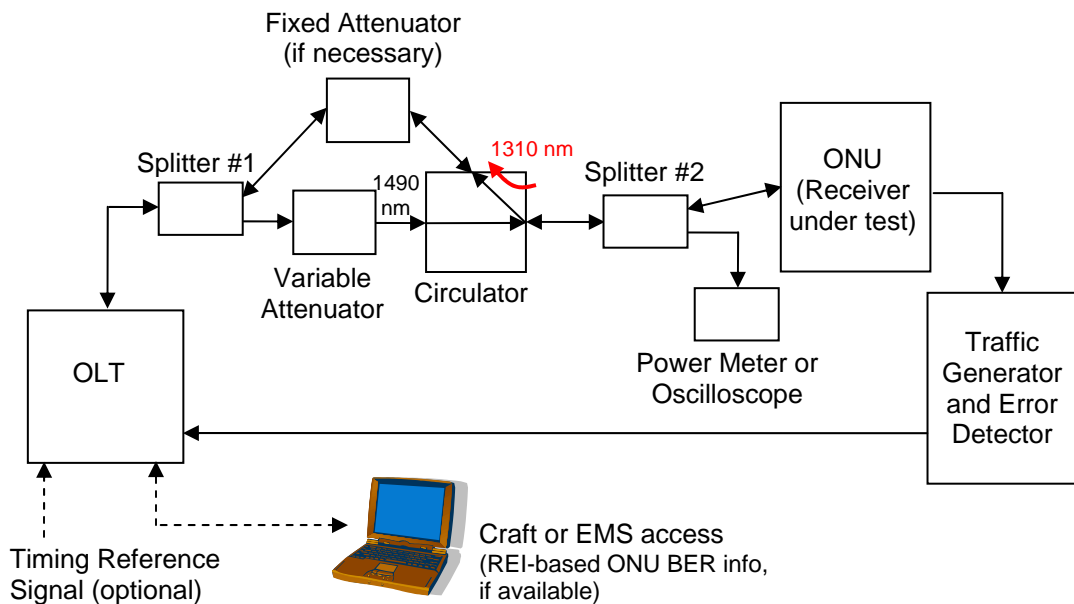 Fixed Attenuator
(if necessary)
Splitter #1
1490
nm
1310 nm
Splitter #2
ONU
(Receiver
under test)
Variable
Attenuator
Circulator
OLT
Power Meter or
Oscilloscope
Traffic
Generator
and Error
Detector
Timing Reference
Signal (optional)
Craft or EMS access
(REI-based ONU BER info,
if available)